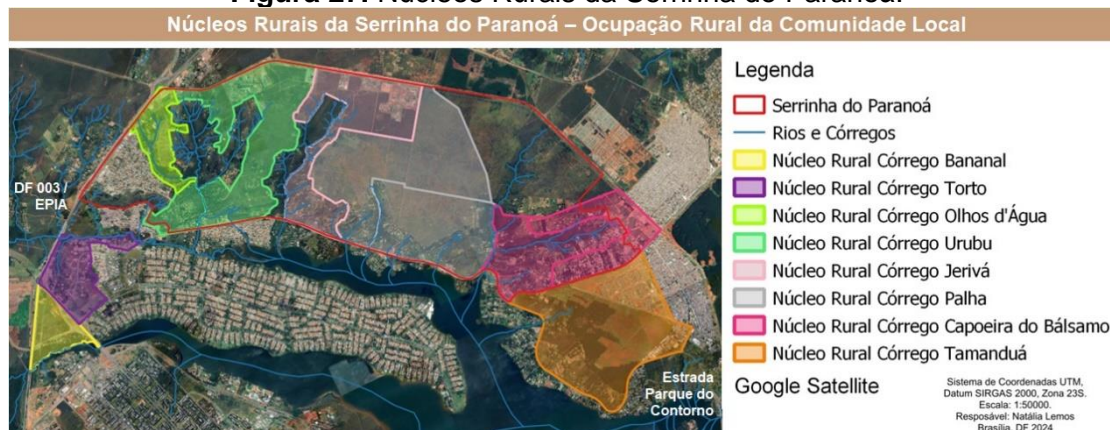 Figura 27: Núcleos Rurais da Serrinha do Paranoá.
Núcleos Rurais da Serrinha do Paranoá – Ocupação Rural da Comunidade Local
DF 003 /
EPIA
Estrada
Parque do
Contorno
Legenda
Serrinha do Paranoá
Rios e Córregos
Núcleo Rural Córrego Bananal
Núcleo Rural Córrego Torto
Núcleo Rural Córrego Olhos d'Água
Núcleo Rural Córrego Urubu
Núcleo Rural Córrego Jerivá
Núcleo Rural Córrego Palha
Núcleo Rural Córrego Capoeira do Bálsamo
Núcleo Rural Córrego Tamanduá
Google Satellite
Sistema de Coordenadas UTM,
Datum SIRGAS 2000, Zona 23S.
Escala: 1:50000.
Resposável: Natália Lemos
Brasília, DF 2024